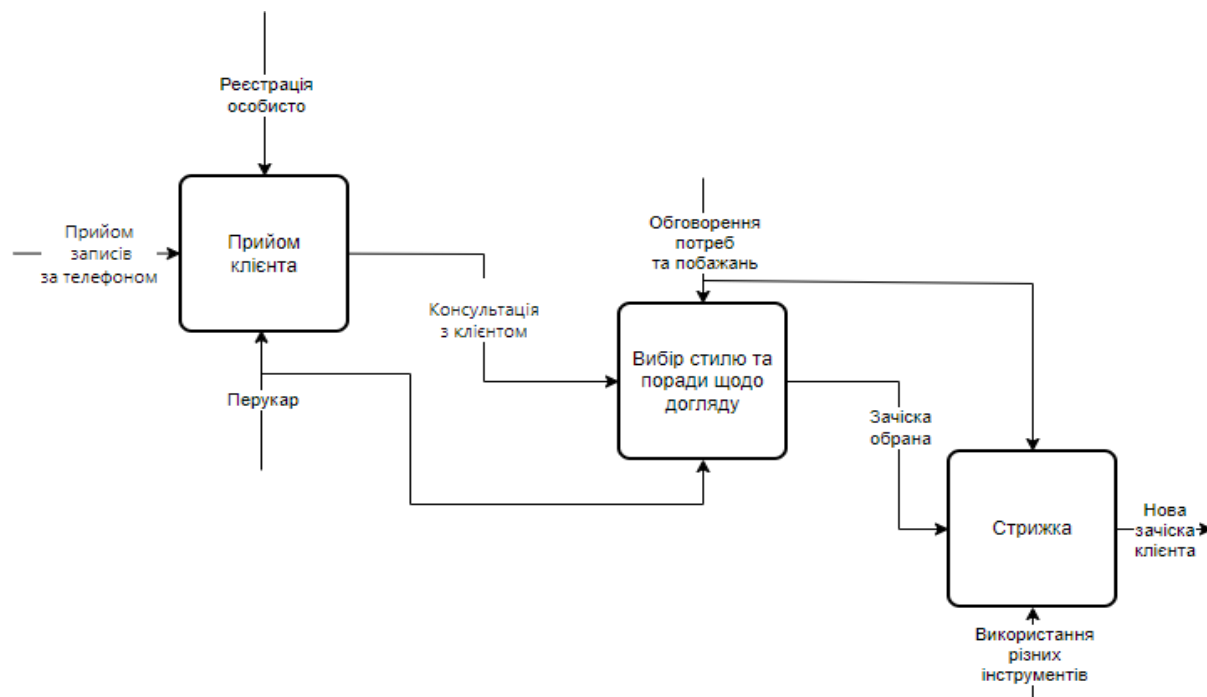 Реєстрація
особисто
Прийом
записів
за телефоном
Прийом
клієнта
Обговорення
потреб
та побажань
Консультація
з клієнтом
Вибір стилю та
поради щодо
догляду
Перукар
Зачіска
обрана
Стрижка
Нова
зачіска
клієнта
Використання
різних
інструментів